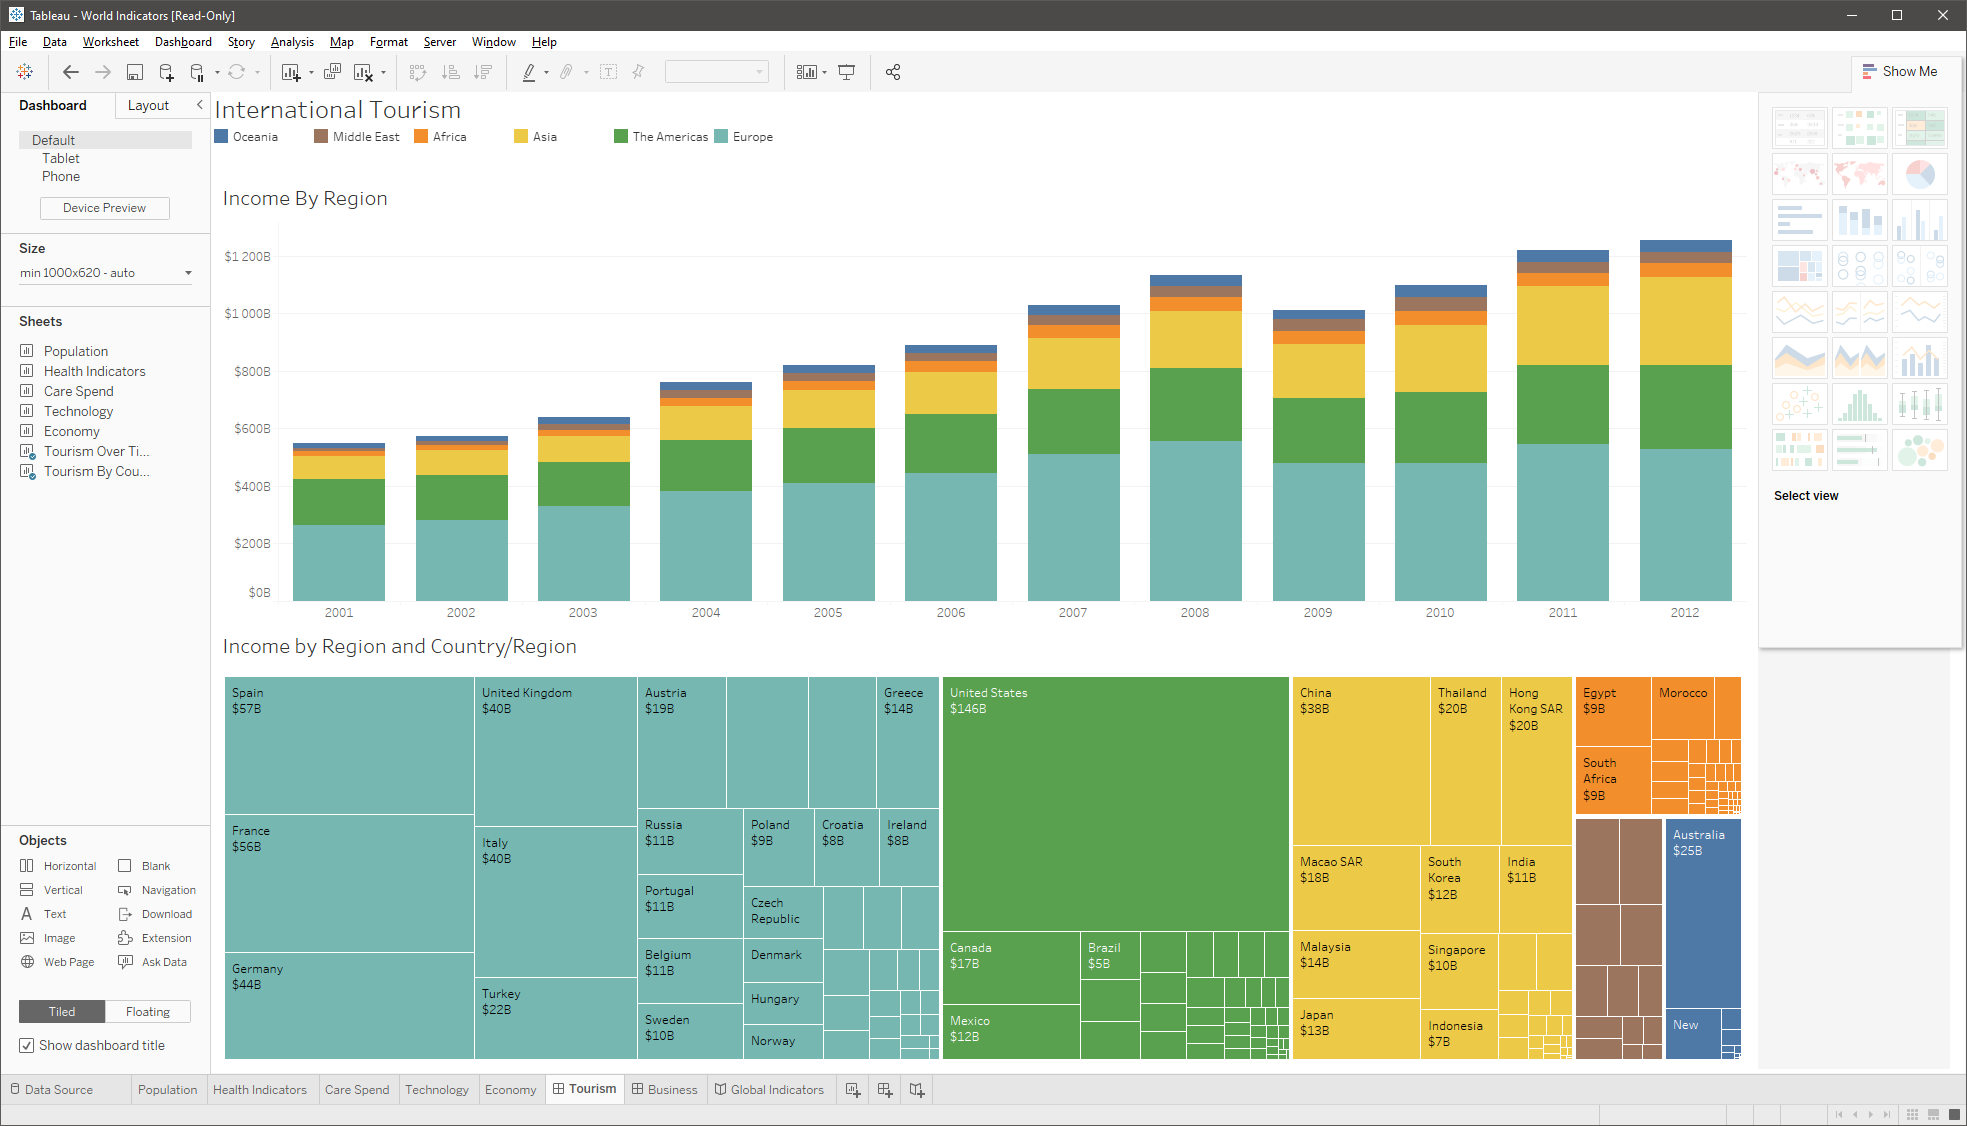 Tableau - World Indicators [Read-Only]
File Data Worksheet Dashboard Story Analysis Map Format Server Window Help
Show Me
Dashboard Layout
Default
Tablet
Phone
Device Preview
Size
min 1000x620 - auto
Sheets
Population
Health Indicators
Care Spend
Technology
Economy
Tourism Over Ti...
Tourism By Cou...
Objects
Horizontal Blank
Vertical Navigation
Text Download
Image Extension
Web Page Ask Data
Tiled Floating
Show dashboard title
International Tourism
Oceania Middle East Africa Asia The Americas Europe
Income By Region
$1 200B
$1 000B
$800B
$600B
$400B
$200B
$0B
2001 2002 2003 2004 2005 2006 2007 2008 2009 2010 2011 2012
Income by Region and Country/Region
Spain
$57B
France
$56B
Germany
$44B
United Kingdom
$40B
Italy
$40B
Turkey
$22B
Austria
$19B
Greece
$14B
Russia
$11B
Portugal
$11B
Belgium
$11B
Sweden
$10B
Poland
$9B
Croatia
$8B
Ireland
$8B
Czech
Republic
Denmark
Hungary
Norway
United States
$146B
Canada
$17B
Mexico
$12B
Brazil
$5B
China
$38B
Thailand
$20B
Hong
Kong SAR
$20B
Macao SAR
$18B
Malaysia
$14B
Japan
$13B
South
Korea
$12B
India
$11B
Singapore
$10B
Indonesia
$7B
Egypt
$9B
South
Africa
$9B
Morocco
Australia
$25B
New
Select view
Data Source Population Health Indicators Care Spend Technology Economy Tourism Business Global Indicators